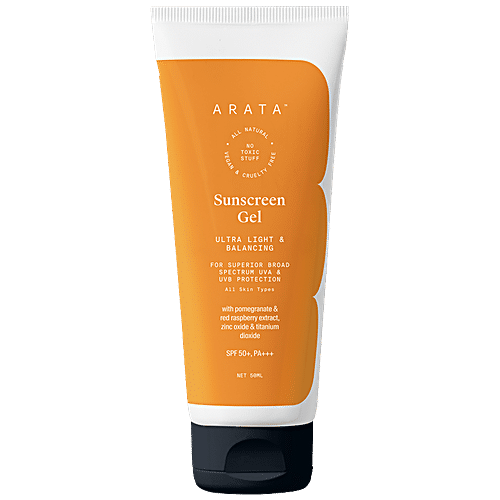 ARATA™
ALL NATURAL
NO
TOXIC
STUFF
VEGAN & CRUELTY FREE
Sunscreen
Gel
ULTRA LIGHT &
BALANCING
FOR SUPERIOR BROAD
SPECTRUM UVA &
UVB PROTECTION
All Skin Types
with pomegranate &
red raspberry extract,
zinc oxide & titanium
dioxide
SPF 50+, PA+++
NET 50ML